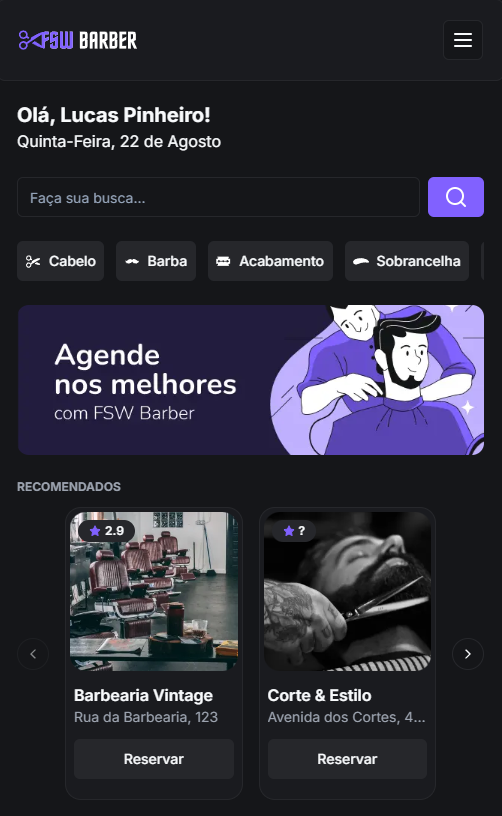 FSW BARBER
Olá, Lucas Pinheiro!
Quinta-Feira, 22 de Agosto
Faça sua busca...
Cabelo
Barba
Acabamento
Sobrancelha
Agende
nos melhores
com FSW Barber
RECOMENDADOS
2.9
?
Barbearia Vintage
Corte & Estilo
Rua da Barbearia, 123
Avenida dos Cortes, 4...
Reservar
Reservar